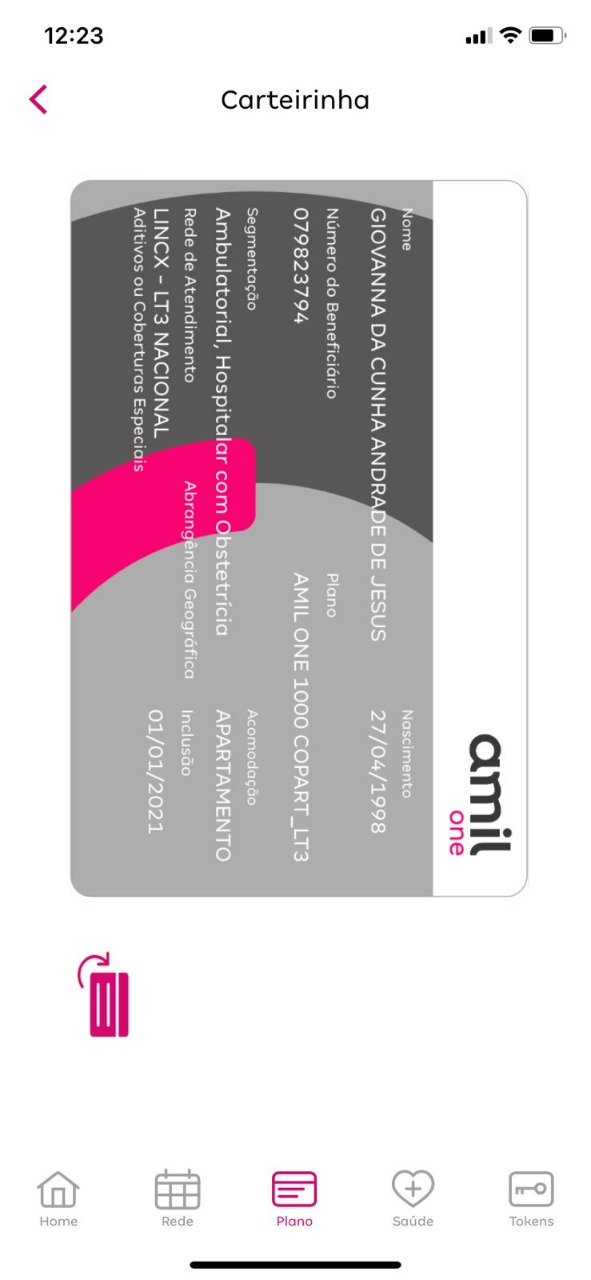 12:23
Carteirinha
amil
one
Nome
Nascimento
GIOVANNA DA CUNHA ANDRADE DE JESUS
27/04/1998
Número do Beneficiário
Plano
079823794
AMIL ONE 1000 COPART_LT3
Segmentação
Acomodação
Ambulatorial, Hospitalar com Obstetrícia
APARTAMENTO
Rede de Atendimento
Abrangência Geográfica
Inclusão
LINCX - LT3 NACIONAL
01/01/2021
Aditivos ou Coberturas Especiais
Home
Rede
Plano
Saúde
Tokens